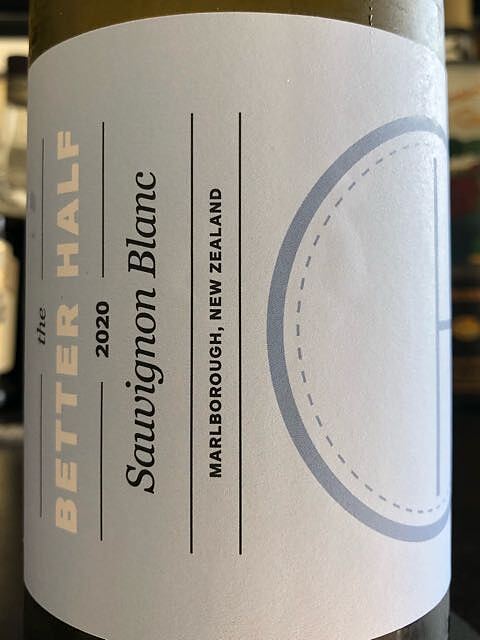 the
BETTER HALF
2020
Sauvignon Blanc
MARLBOROUGH, NEW ZEALAND